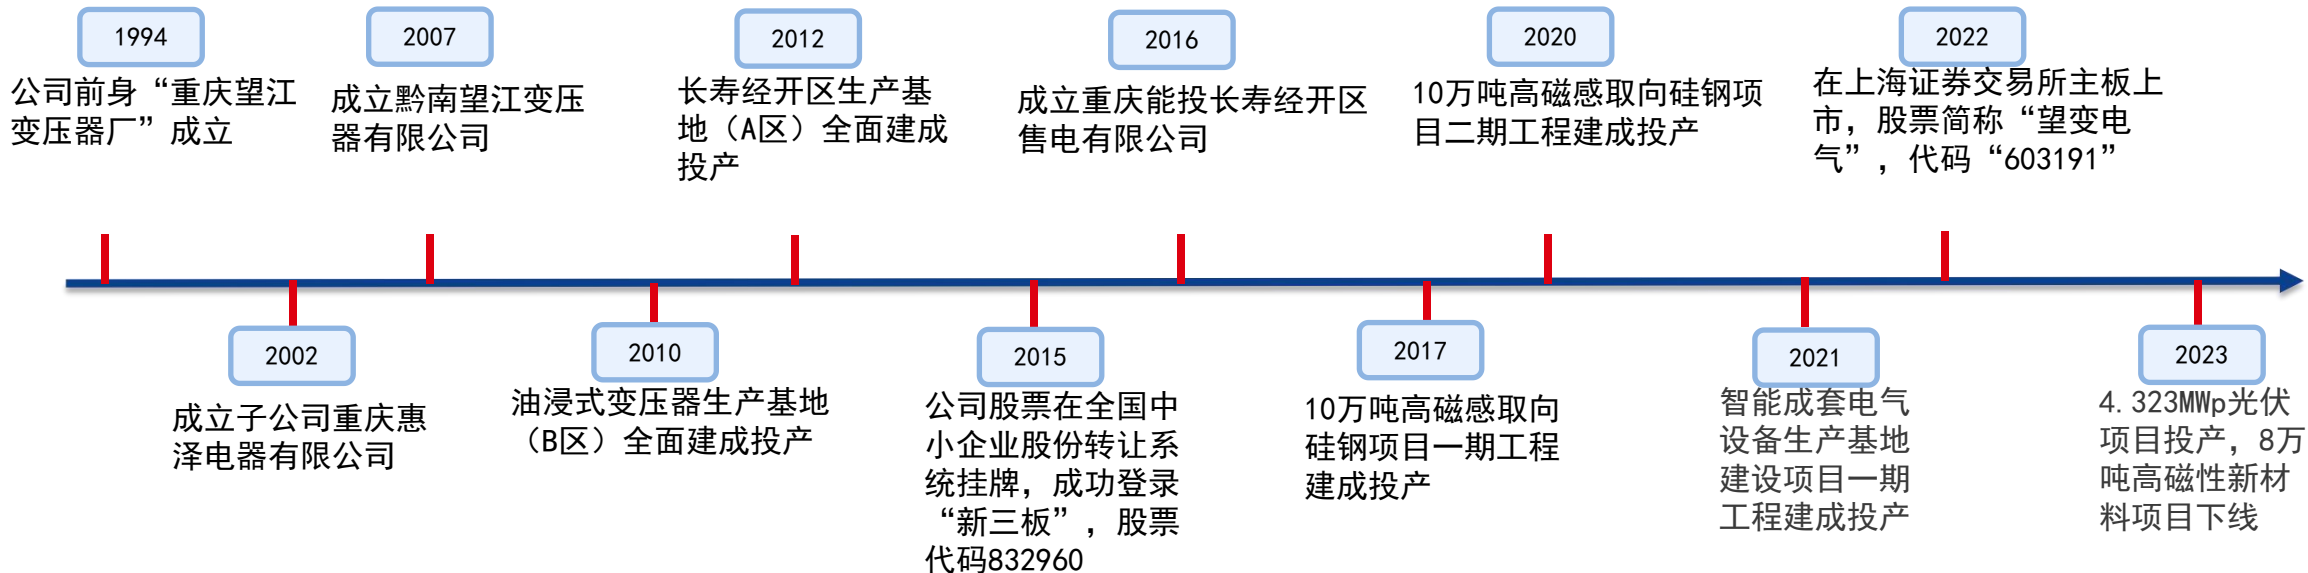 1994
公司前身“重庆望江
变压器厂”成立
2002
成立子公司重庆惠
泽电器有限公司
2007
成立黔南望江变压
器有限公司
2010
油浸式变压器生产基地
（B区）全面建成投产
2012
长寿经开区生产基
地（A区）全面建成
投产
2015
公司股票在全国中
小企业股份转让系
统挂牌，成功登录
“新三板”，股票
代码832960
2016
成立重庆能投长寿经开区
售电有限公司
2017
10万吨高磁感取向
硅钢项目一期工程
建成投产
2020
10万吨高磁感取向硅钢项
目二期工程建成投产
2021
智能成套电气
设备生产基地
建设项目一期
工程建成投产
2022
在上海证券交易所主板上
市，股票简称“望变电
气”，代码“603191”
2023
4.323MWp光伏
项目投产，8万
吨高磁性新材
料项目下线